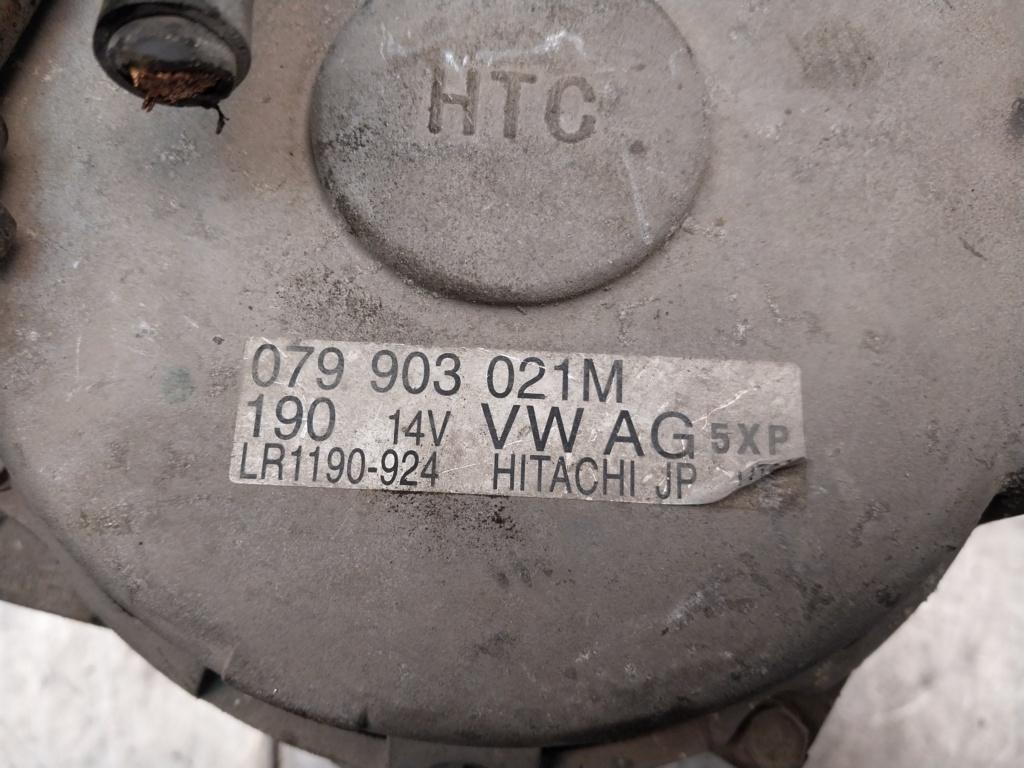 HTC
079 903 021M
190 14V VW AG 5XP
LR1190-924 HITACHI JP